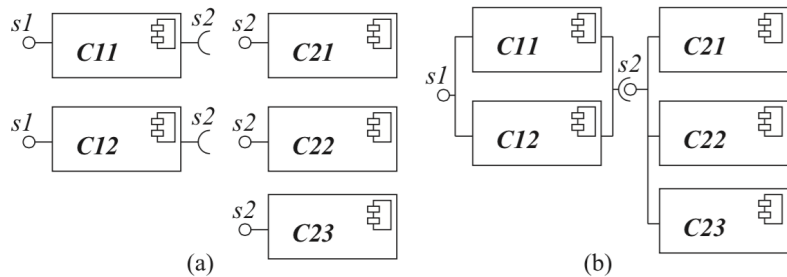 s1 C11 s2 s2 C21
s1 C12 s2 s2 C22
s2 C23
(a)
s1 C11 s2 C21
C12 C22
C23
(b)